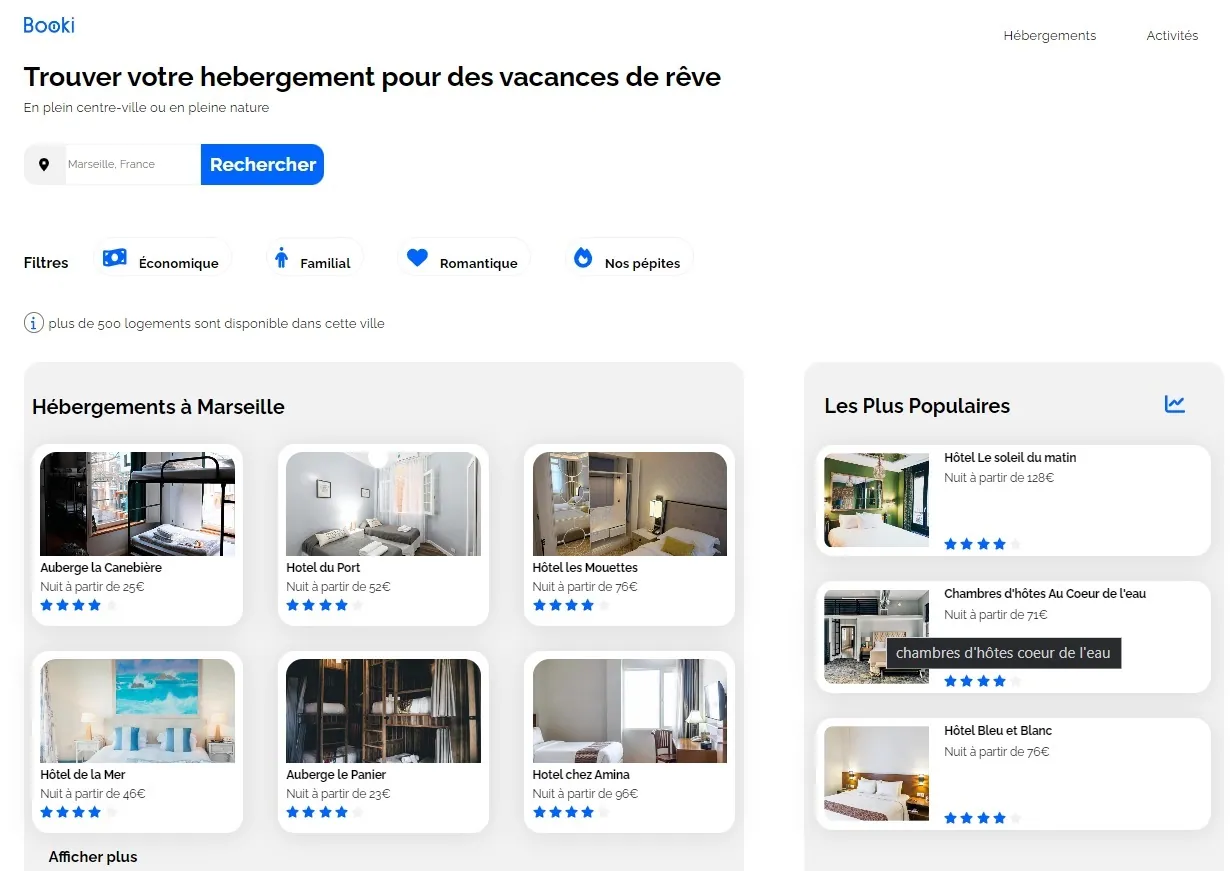 Booki
Hébergements
Activités
Trouver votre hebergement pour des vacances de rêve
En plein centre-ville ou en pleine nature
Marseille, France
Rechercher
Filtres
Économique
Familial
Romantique
Nos pépites
plus de 500 logements sont disponible dans cette ville
Hébergements à Marseille
Auberge la Canebière
Nuit à partir de 25€
Hotel du Port
Nuit à partir de 52€
Hôtel les Mouettes
Nuit à partir de 76€
Hôtel de la Mer
Nuit à partir de 46€
Auberge le Panier
Nuit à partir de 23€
Hotel chez Amina
Nuit à partir de 96€
Afficher plus
Les Plus Populaires
Hôtel Le soleil du matin
Nuit à partir de 128€
Chambres d'hôtes Au Coeur de l'eau
Nuit à partir de 71€
chambres d'hôtes coeur de l'eau
Hôtel Bleu et Blanc
Nuit à partir de 76€